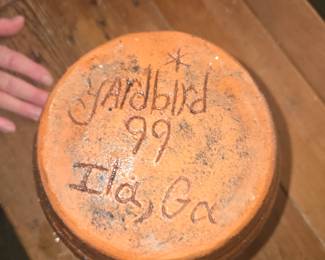 *
yardbird
99
Ila, Ga